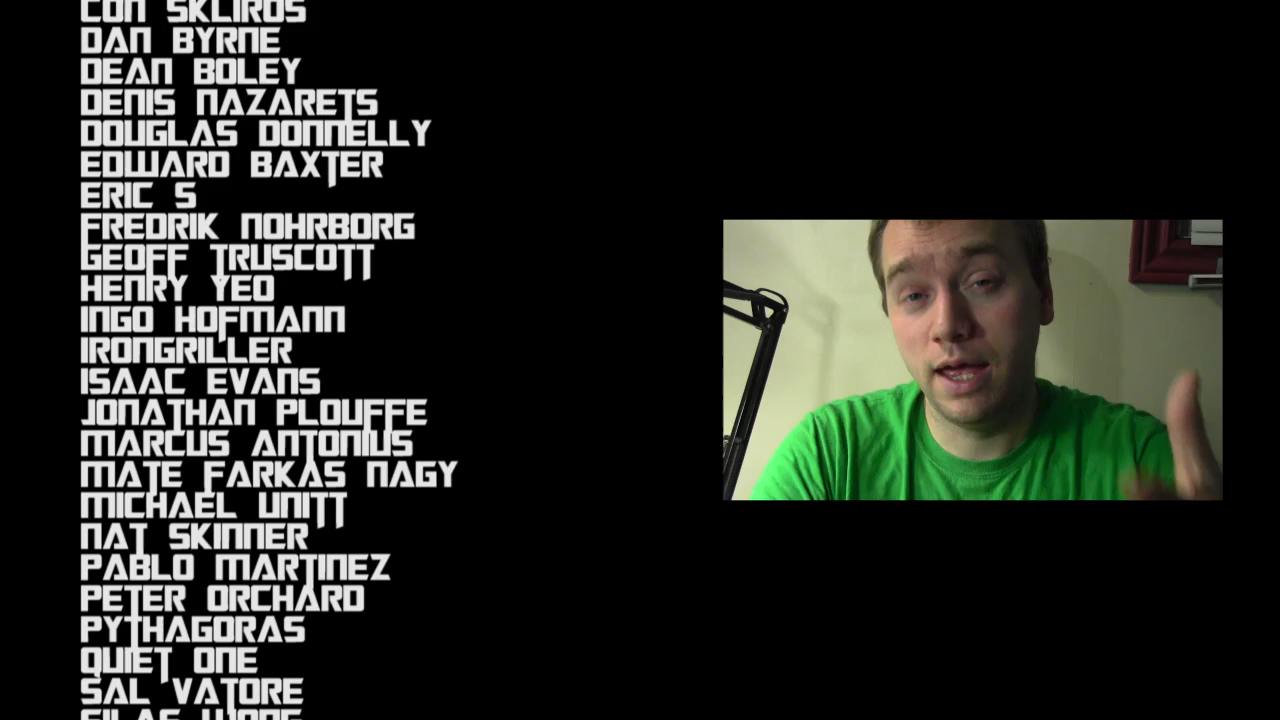 CON SKLIROS
DAN BYRNE
DEAN BOLEY
DENIS NAZARETS
DOUGLAS DONNELLY
EDWARD BAXTER
ERIC S
FREDRIK NOHRBORG
GEOFF TRUSCOTT
HENRY YEO
INGO HOFMANN
IRONGRILLER
ISAAC EVANS
JONATHAN PLOUFFE
MARCUS ANTONIUS
MATE FARKAS NAGY
MICHAEL UNITT
NAT SKINNER
PABLO MARTINEZ
PETER ORCHARD
PYTHAGORAS
QUIET ONE
SAL VATORE